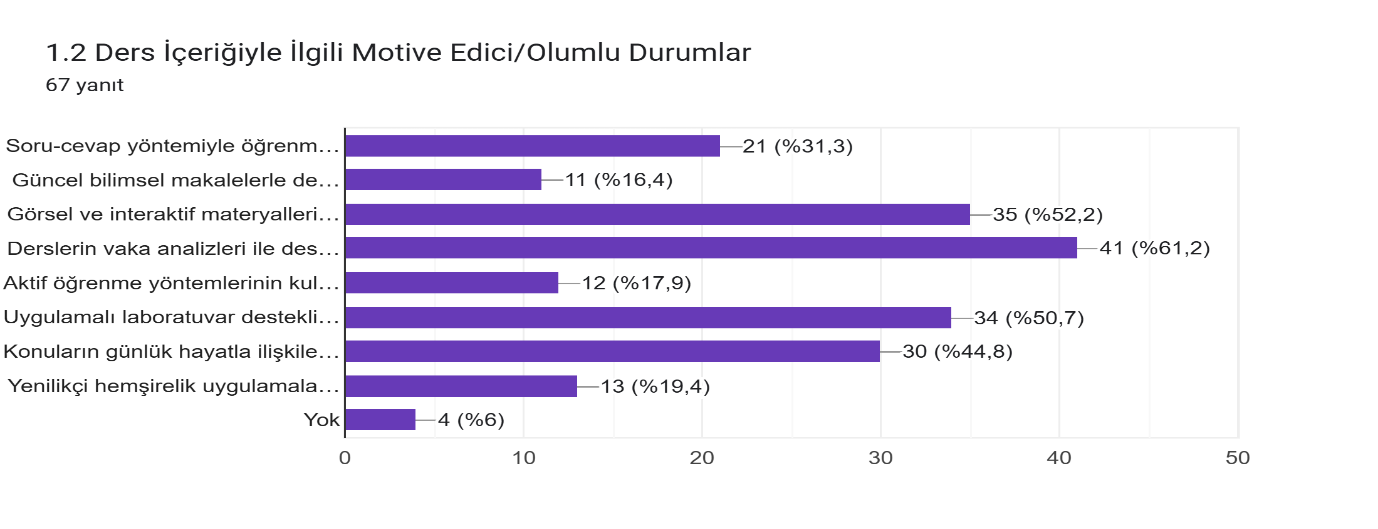 1.2 Ders İçeriğiyle İlgili Motive Edici/Olumlu Durumlar
67 yanıt
Soru-cevap yöntemiyle öğrenm… 21 (%31,3)
Güncel bilimsel makalelerle de… 11 (%16,4)
Görsel ve interaktif materyalleri… 35 (%52,2)
Derslerin vaka analizleri ile des… 41 (%61,2)
Aktif öğrenme yöntemlerinin kul… 12 (%17,9)
Uygulamalı laboratuvar destekli… 34 (%50,7)
Konuların günlük hayatla ilişkile… 30 (%44,8)
Yenilikçi hemşirelik uygulamala… 13 (%19,4)
Yok 4 (%6)
0 10 20 30 40 50